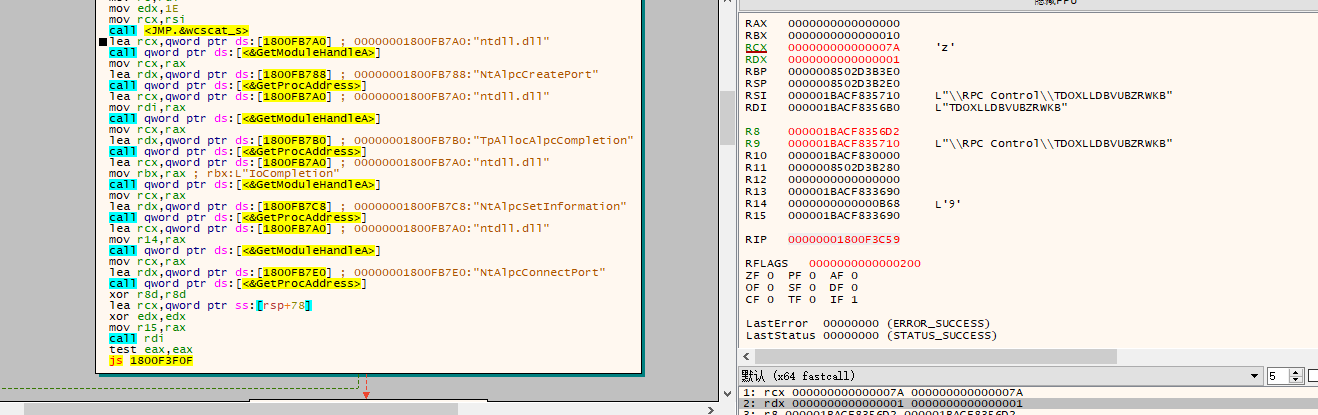 mov edx,1E
mov rcx,rsi
call <JMP.&wcscat_s>
lea rcx,qword ptr ds:[1800FB7A0] ; 00000001800FB7A0:"ntdll.dll"
call qword ptr ds:[<&GetModuleHandleA>]
mov rcx,rax
lea rdx,qword ptr ds:[1800FB788] ; 00000001800FB788:"NtAlpcCreatePort"
call qword ptr ds:[<&GetProcAddress>]
lea rcx,qword ptr ds:[1800FB7A0] ; 00000001800FB7A0:"ntdll.dll"
mov rdi,rax
call qword ptr ds:[<&GetModuleHandleA>]
mov rcx,rax
lea rdx,qword ptr ds:[1800FB7B0] ; 00000001800FB7B0:"TpAllocAlpcCompletion"
call qword ptr ds:[<&GetProcAddress>]
lea rcx,qword ptr ds:[1800FB7A0] ; 00000001800FB7A0:"ntdll.dll"
mov rbx,rax ; rbx:L"IoCompletion"
call qword ptr ds:[<&GetModuleHandleA>]
mov rcx,rax
lea rdx,qword ptr ds:[1800FB7C8] ; 00000001800FB7C8:"NtAlpcSetInformation"
call qword ptr ds:[<&GetProcAddress>]
lea rcx,qword ptr ds:[1800FB7A0] ; 00000001800FB7A0:"ntdll.dll"
mov r14,rax
call qword ptr ds:[<&GetModuleHandleA>]
mov rcx,rax
lea rdx,qword ptr ds:[1800FB7E0] ; 00000001800FB7E0:"NtAlpcConnectPort"
call qword ptr ds:[<&GetProcAddress>]
xor r8d,r8d
lea rcx,qword ptr ss:[rsp+78]
xor edx,edx
mov r15,rax
call rdi
test eax,eax
js 1800F3F0F
隐藏FPU
RAX 0000000000000000
RBX 0000000000000010
RCX 000000000000007A 'z'
RDX 0000000000000001
RBP 0000008502D3B3E0
RSP 0000008502D3B2E0
RSI 000001BACF835710 L"\\RPC Control\\TDOXLLDBVUBZRWKB"
RDI 000001BACF8356B0 L"TDOXLLDBVUBZRWKB"
R8 000001BACF8356D2
R9 000001BACF835710 L"\\RPC Control\\TDOXLLDBVUBZRWKB"
R10 000001BACF830000
R11 0000008502D3B280
R12 0000000000000000
R13 000001BACF833690
R14 0000000000000B68 L'9'
R15 000001BACF833690
RIP 00000001800F3C59
RFLAGS 0000000000000200
ZF 0 PF 0 AF 0
OF 0 SF 0 DF 0
CF 0 TF 0 IF 1
LastError 00000000 (ERROR_SUCCESS)
LastStatus 00000000 (STATUS_SUCCESS)
默认 (x64 fastcall) 5
1: rcx 000000000000007A 000000000000007A
2: rdx 0000000000000001 0000000000000001
3: r8 000001BACF8356D2 000001BACF8356D2